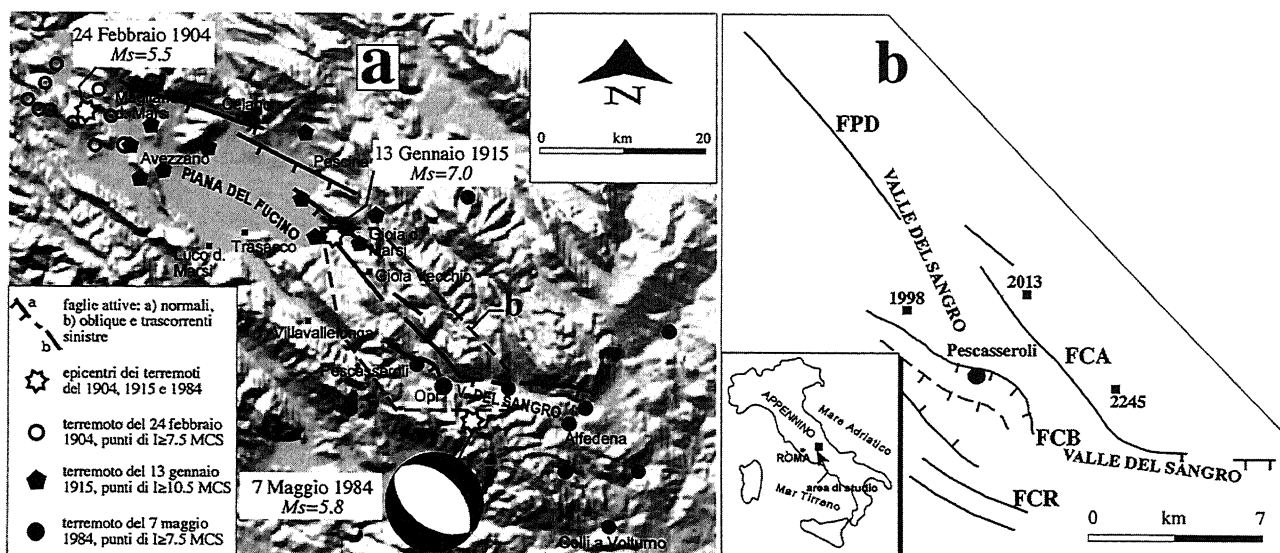 24 Febbraio 1904
Ms=5.5
a
N
0 km 20
13 Gennaio 1915
Ms=7.0
Avezzano
PIANA DEL FUCINO
Trasacco
Luco d.
Marsi
Gioia d.
Marsi
Gioia Vecchio
b
Villavallelonga
Pescasseroli
Opi
V. DEL SANGRO
Alfedena
Colli a Volturno
7 Maggio 1984
Ms=5.8
a
b
faglie attive: a) normali,
b) oblique e trascorrenti
sinistre
epicentri dei terremoti
del 1904, 1915 e 1984
terremoto del 24 febbraio
1904, punti di I≥7.5 MCS
terremoto del 13 gennaio
1915, punti di I≥10.5 MCS
terremoto del 7 maggio
1984, punti di I≥7.5 MCS
b
FPD
VALLE DEL SANGRO
2013
1998
Pescasseroli
FCA
2245
FCB
VALLE DEL SANGRO
FCR
0 km 7
APPENNINO
Mare Adriatico
ROMA
area di studio
Mar Tirreno